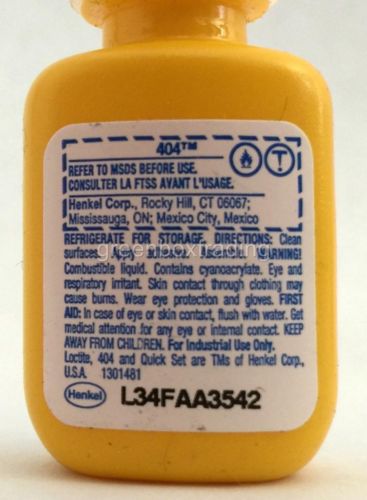 404™
REFER TO MSDS BEFORE USE.
CONSULTER LA FTSS AVANT L'USAGE.
Henkel Corp., Rocky Hill, CT 06067;
Mississauga, ON; Mexico City, Mexico
REFRIGERATE FOR STORAGE. DIRECTIONS: Clean
surfaces. Apply WARNING!
greenboxtrading
Combustible liquid. Contains cyanoacrylate. Eye and
respiratory irritant. Skin contact through clothing may
cause burns. Wear eye protection and gloves. FIRST
AID: In case of eye or skin contact, flush with water. Get
medical attention for any eye or internal contact. KEEP
AWAY FROM CHILDREN. For Industrial Use Only.
Loctite, 404 and Quick Set are TMs of Henkel Corp.,
U.S.A. 1301481
Henkel
L34FAA3542